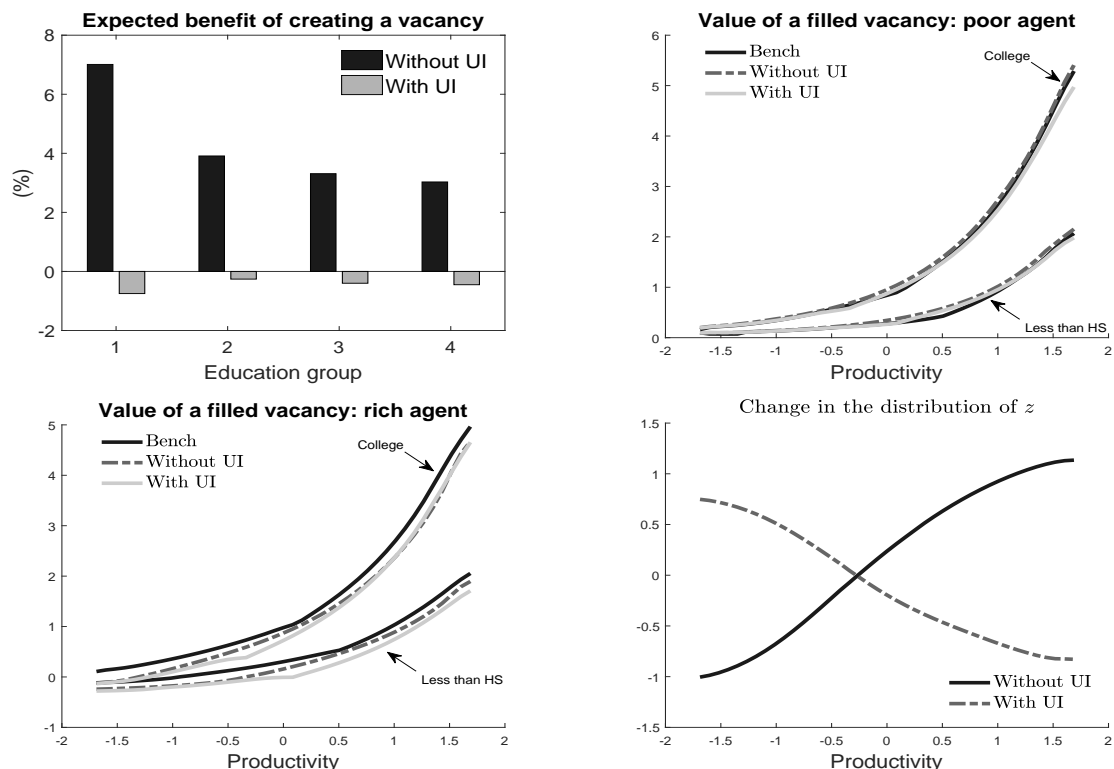 Expected benefit of creating a vacancy
8
6
4
2
0
-2
(%)
Without UI
With UI
1 2 3 4
Education group
Value of a filled vacancy: poor agent
6
5
4
3
2
1
0
Bench
Without UI
With UI
College
Less than HS
-2 -1.5 -1 -0.5 0 0.5 1 1.5 2
Productivity
Value of a filled vacancy: rich agent
5
4
3
2
1
0
-1
Bench
Without UI
With UI
College
Less than HS
-2 -1.5 -1 -0.5 0 0.5 1 1.5 2
Productivity
Change in the distribution of z
1.5
1
0.5
0
-0.5
-1
-1.5
Without UI
With UI
-2 -1.5 -1 -0.5 0 0.5 1 1.5 2
Productivity